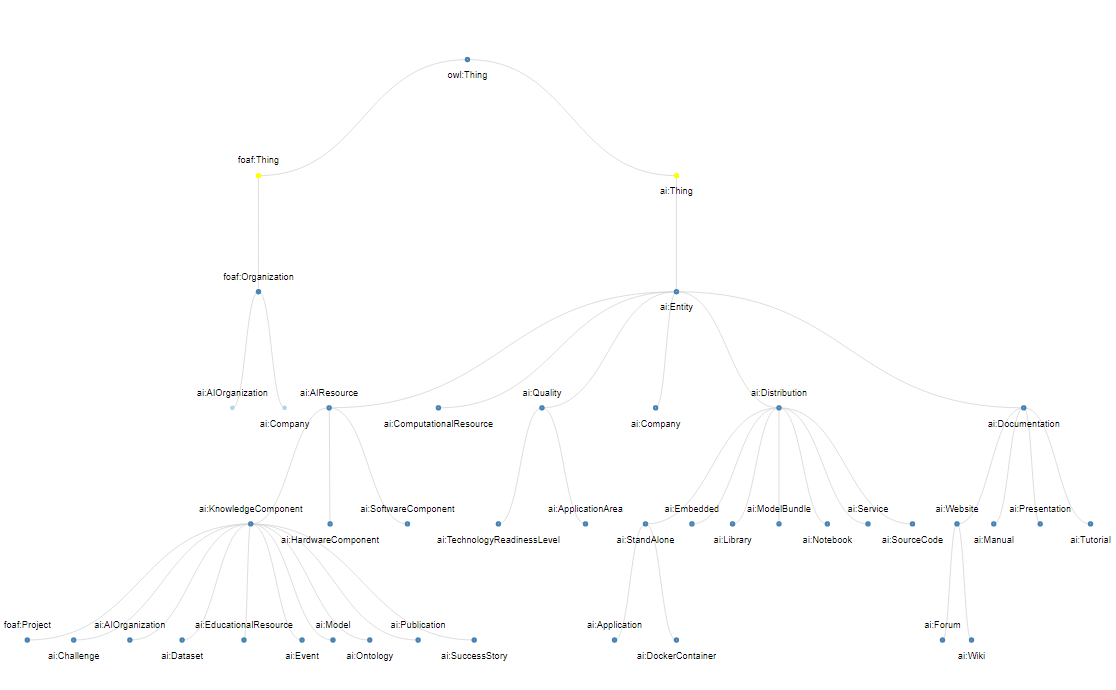 owl:Thing
foaf:Thing
ai:Thing
foaf:Organization
ai:Entity
ai:AIOrganization
ai:AIResource
ai:Quality
ai:Distribution
ai:Company
ai:ComputationalResource
ai:Company
ai:Documentation
ai:KnowledgeComponent
ai:SoftwareComponent
ai:ApplicationArea
ai:Embedded
ai:ModelBundle
ai:Service
ai:Website
ai:Presentation
ai:HardwareComponent
ai:TechnologyReadinessLevel
ai:StandAlone
ai:Library
ai:Notebook
ai:SourceCode
ai:Manual
ai:Tutorial
foaf:Project
ai:AIOrganization
ai:EducationalResource
ai:Model
ai:Publication
ai:Application
ai:Forum
ai:Challenge
ai:Dataset
ai:Event
ai:Ontology
ai:SuccessStory
ai:DockerContainer
ai:Wiki